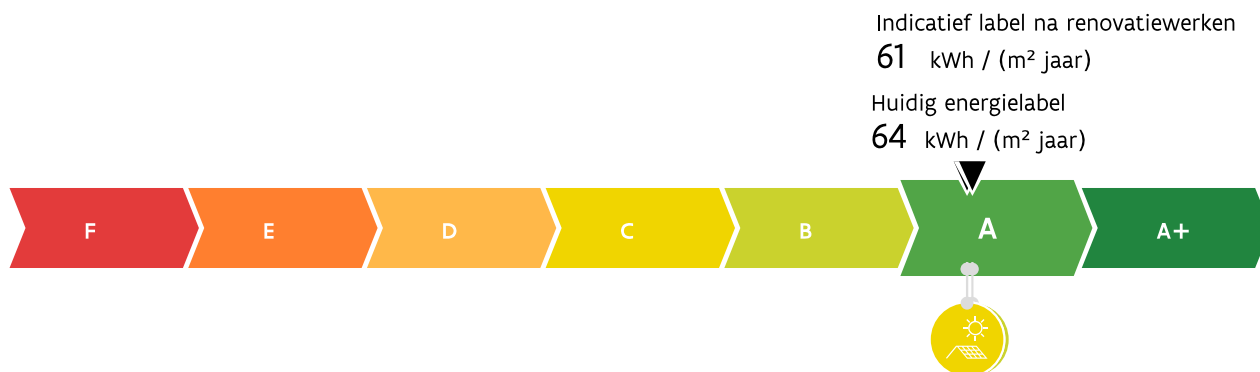 Indicatief label na renovatiewerken
61 kWh / (m² jaar)
Huidig energielabel
64 kWh / (m² jaar)
F E D C B A A+